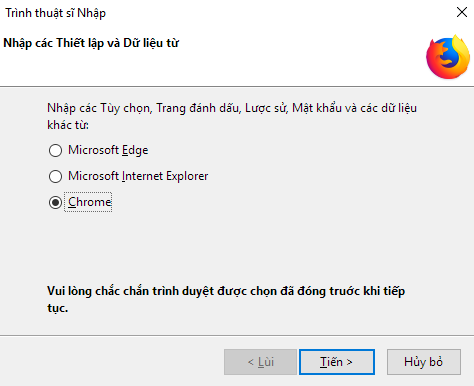 Trình thuật sĩ Nhập
Nhập các Thiết lập và Dữ liệu từ
Nhập các Tùy chọn, Trang đánh dấu, Lược sử, Mật khẩu và các dữ liệu
khác từ:
Microsoft Edge
Microsoft Internet Explorer
Chrome
Vui lòng chắc chắn trình duyệt được chọn đã đóng trước khi tiếp
tục.
< Lùi
Tiến >
Hủy bỏ